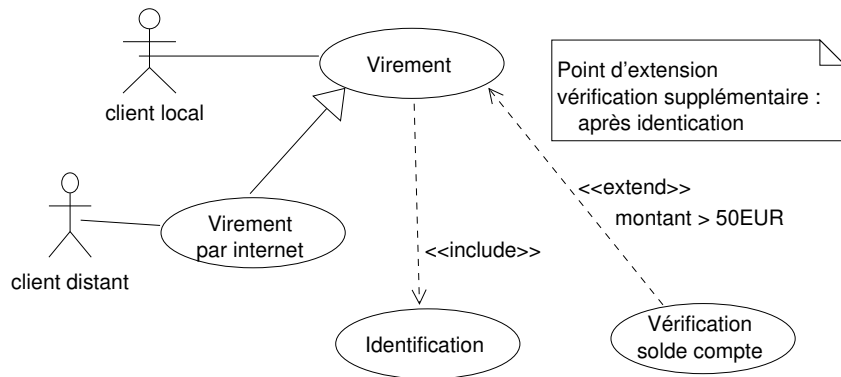 Virement
Point d'extension
vérification supplémentaire :
après identication
client local
<<extend>>
montant > 50EUR
Virement
par internet
<<include>>
client distant
Identification
Vérification
solde compte